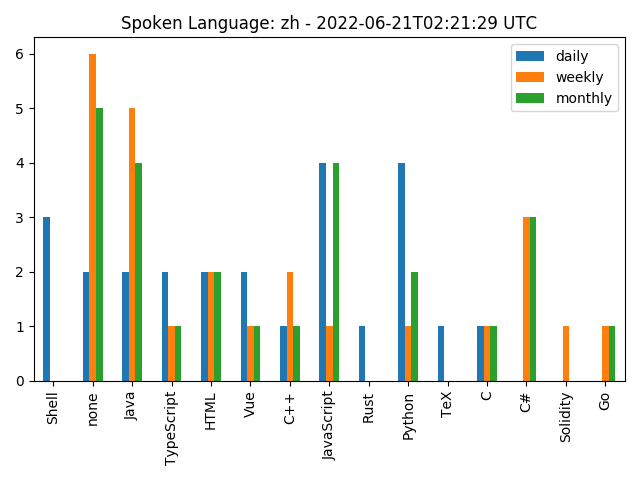 Spoken Language: zh - 2022-06-21T02:21:29 UTC
daily
weekly
monthly
6
5
4
3
2
1
0
Shell
none
Java
TypeScript
HTML
Vue
C++
JavaScript
Rust
Python
TeX
C
C#
Solidity
Go